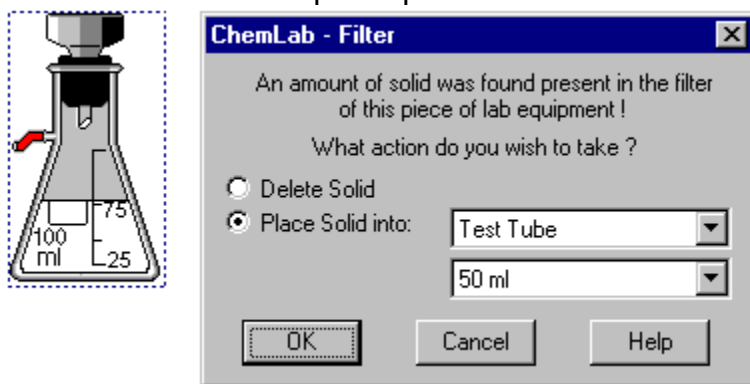 ChemLab - Filter
An amount of solid was found present in the filter
of this piece of lab equipment !
What action do you wish to take ?
Delete Solid
Place Solid into:
Test Tube
50 ml
OK
Cancel
Help
75
100
ml
25